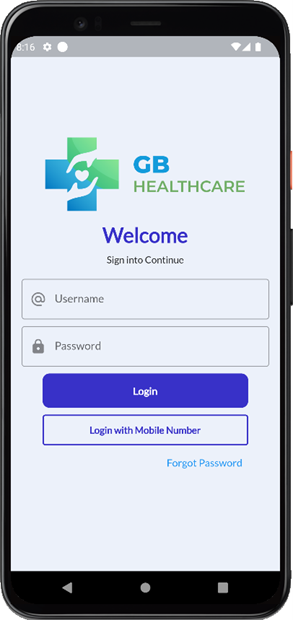 8:16
GB
HEALTHCARE
Welcome
Sign into Continue
Username
Password
Login
Login with Mobile Number
Forgot Password